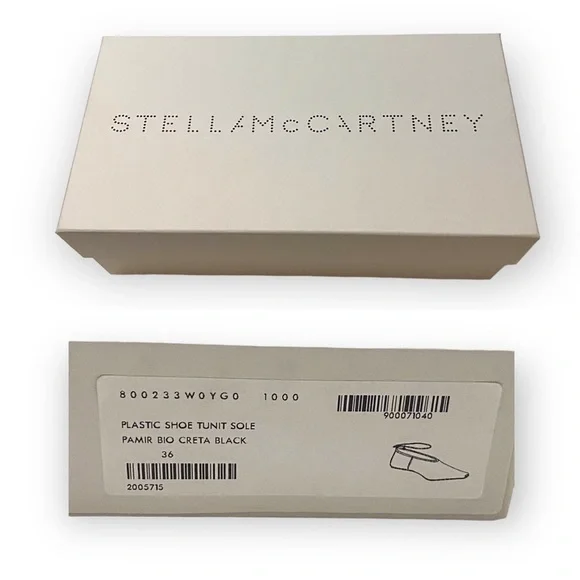 STELLAMcCARTNEY
800233W0YG0 1000
900071040
PLASTIC SHOE TUNIT SOLE
PAMIR BIO CRETA BLACK
36
2005715